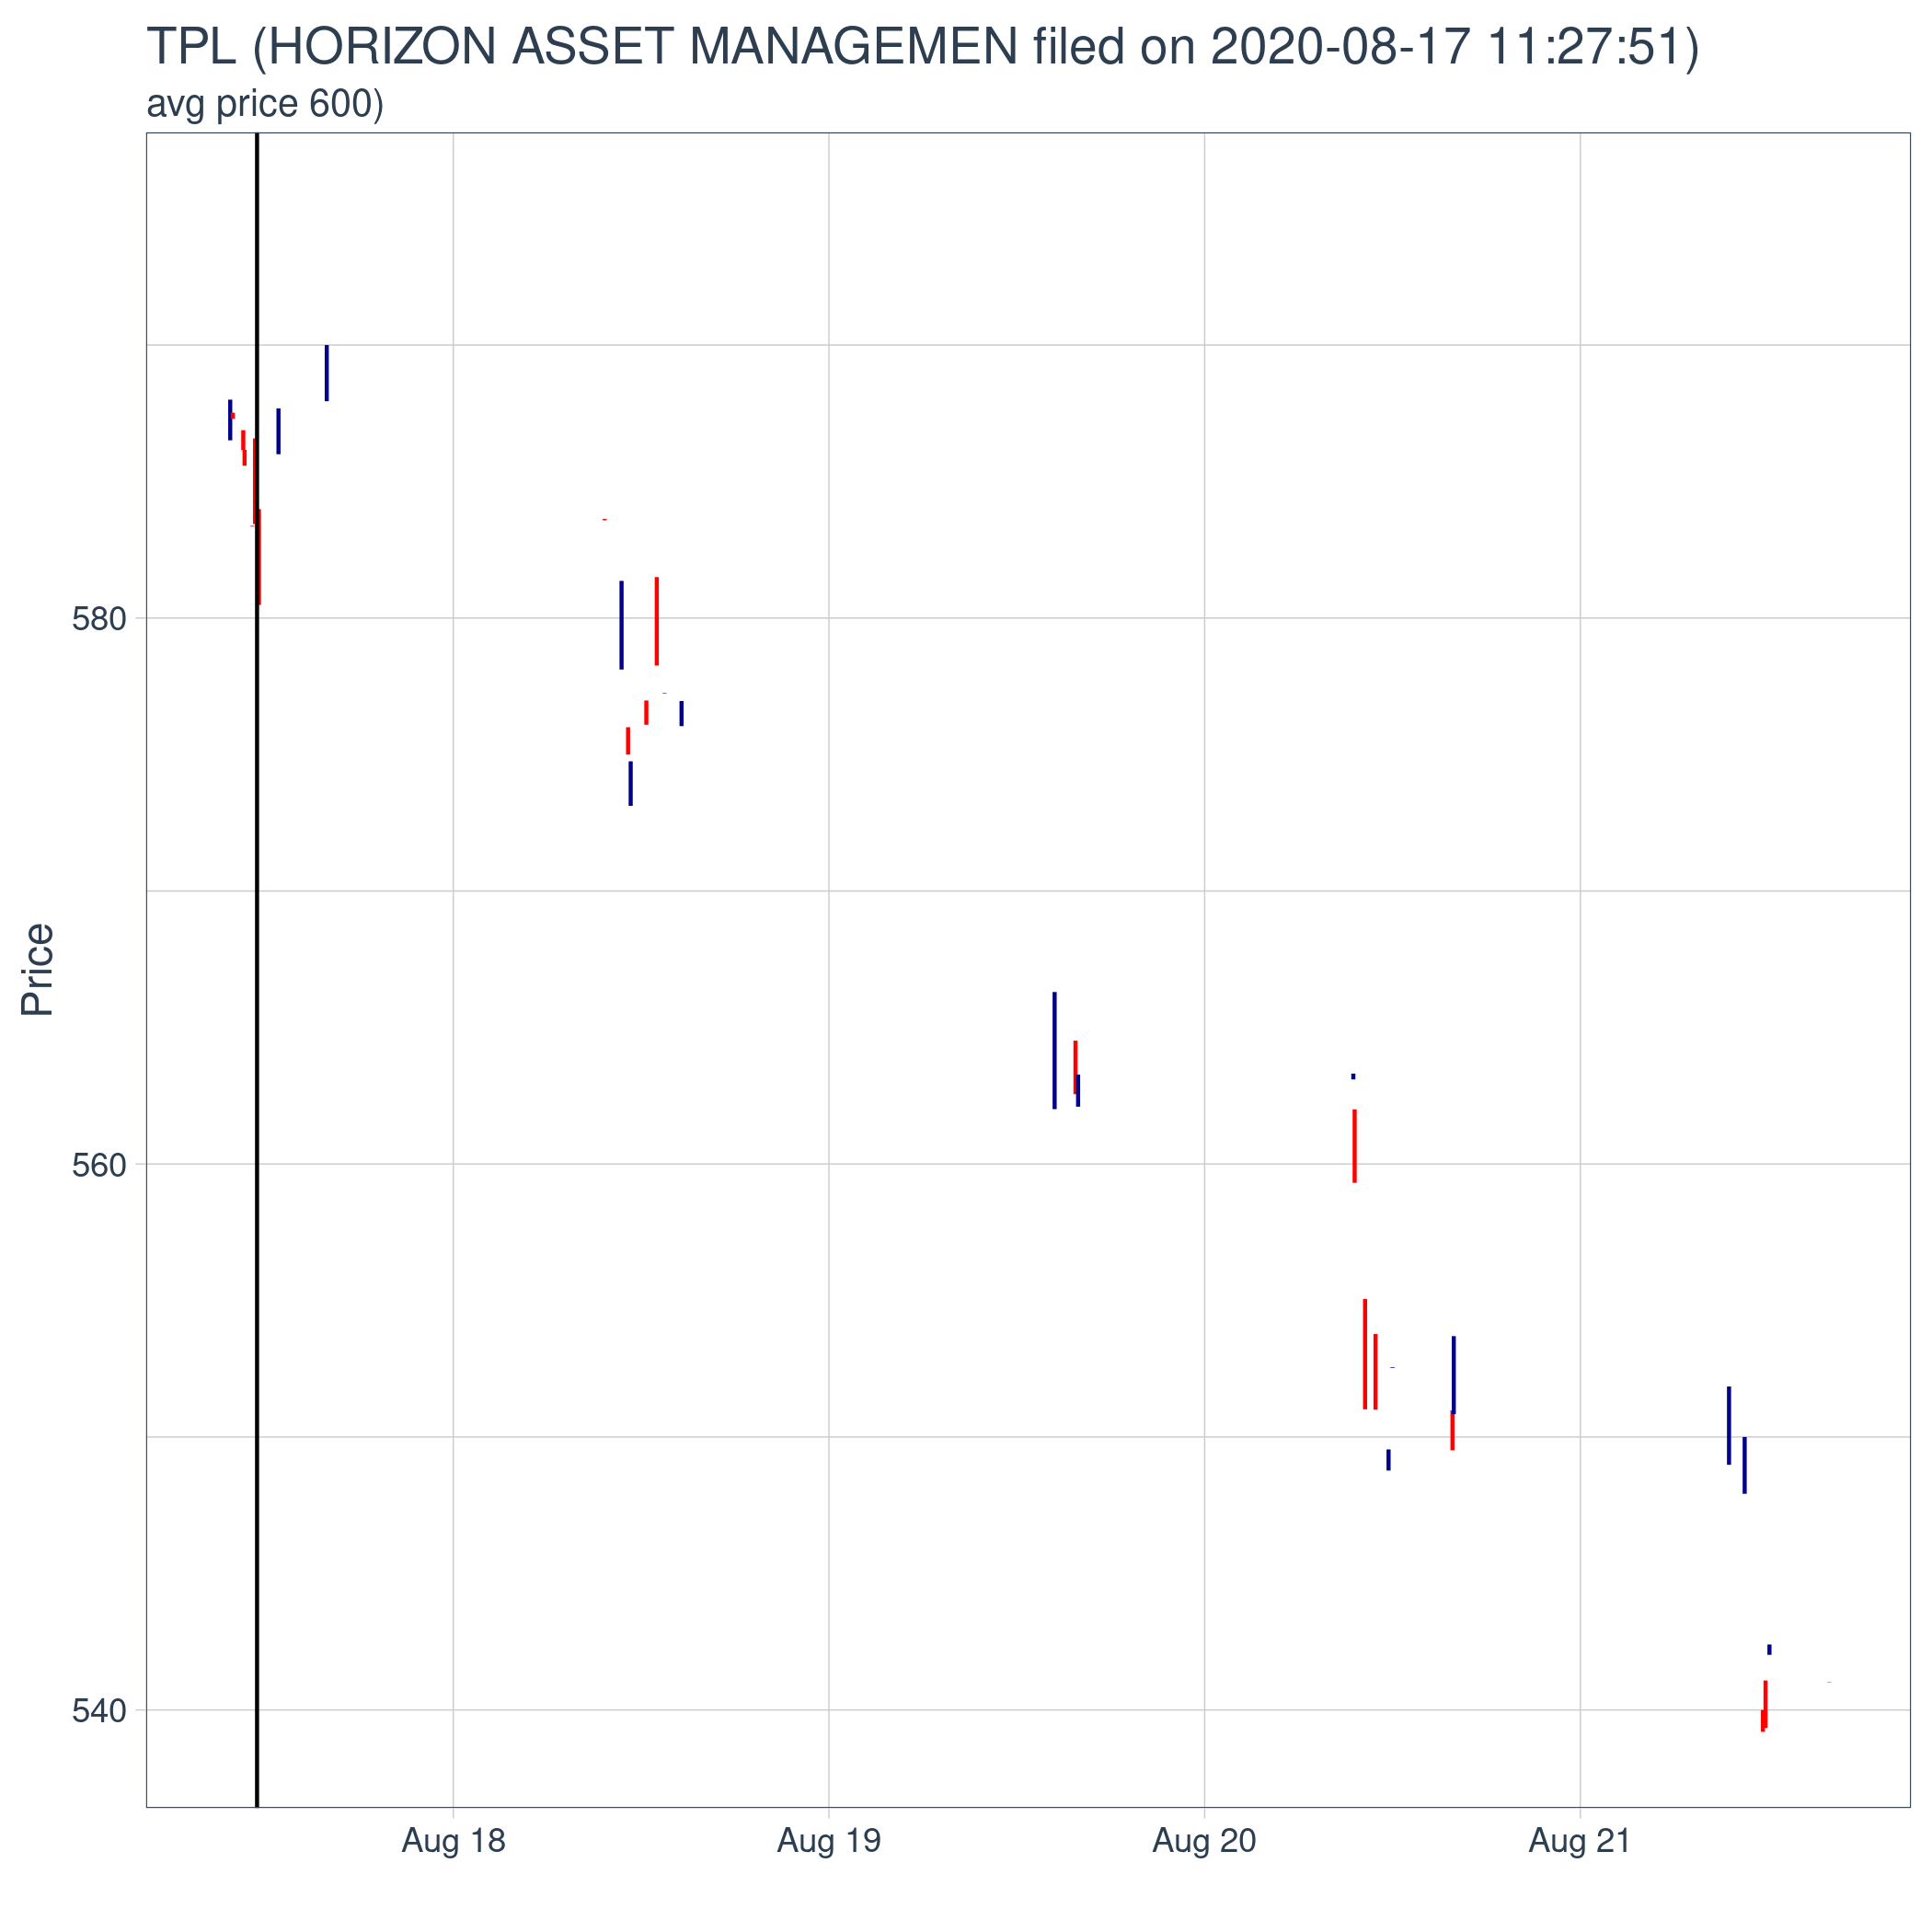 TPL (HORIZON ASSET MANAGEMEN filed on 2020-08-17 11:27:51)
avg price 600)
Price
580
560
540
Aug 18
Aug 19
Aug 20
Aug 21